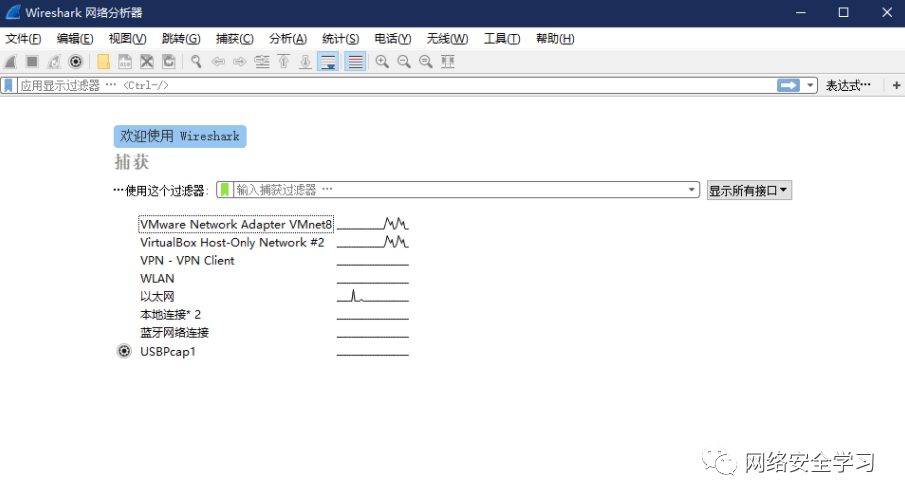 Wireshark 网络分析器
文件(F) 编辑(E) 视图(V) 跳转(G) 捕获(C) 分析(A) 统计(S) 电话(Y) 无线(W) 工具(T) 帮助(H)
应用显示过滤器 … <Ctrl-/> 表达式… +
欢迎使用 Wireshark
捕获
…使用这个过滤器: 输入捕获过滤器 … 显示所有接口
VMware Network Adapter VMnet8
VirtualBox Host-Only Network #2
VPN - VPN Client
WLAN
以太网
本地连接* 2
蓝牙网络连接
USBPcap1
网络安全学习